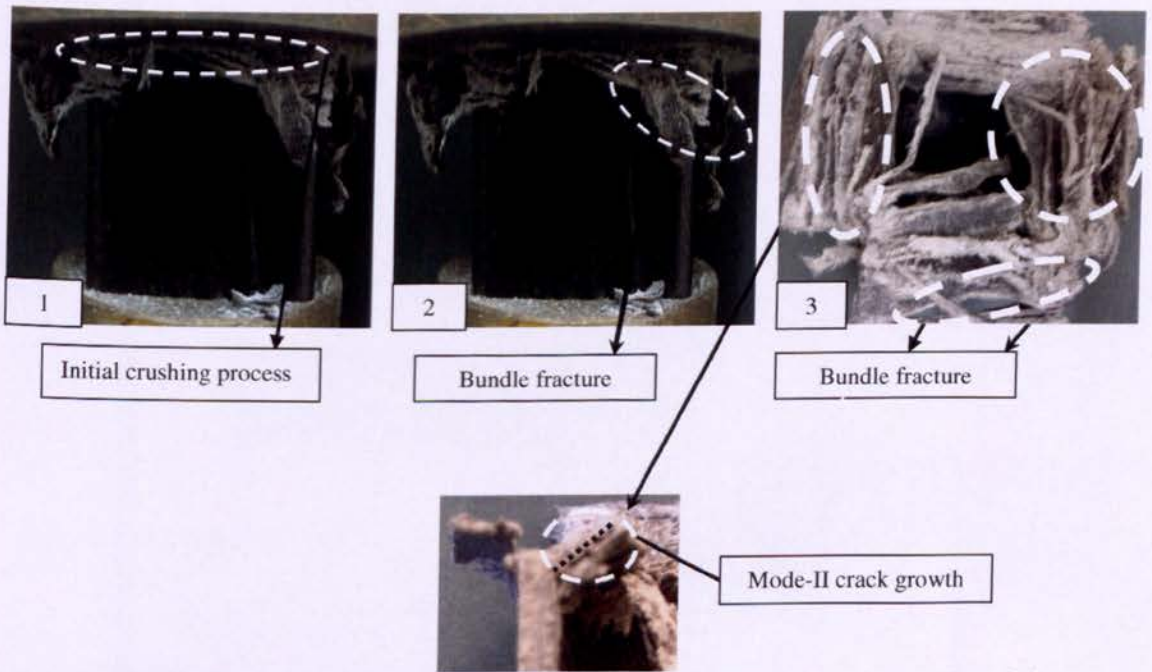 1
2
3
Initial crushing process
Bundle fracture
Bundle fracture
Mode-II crack growth